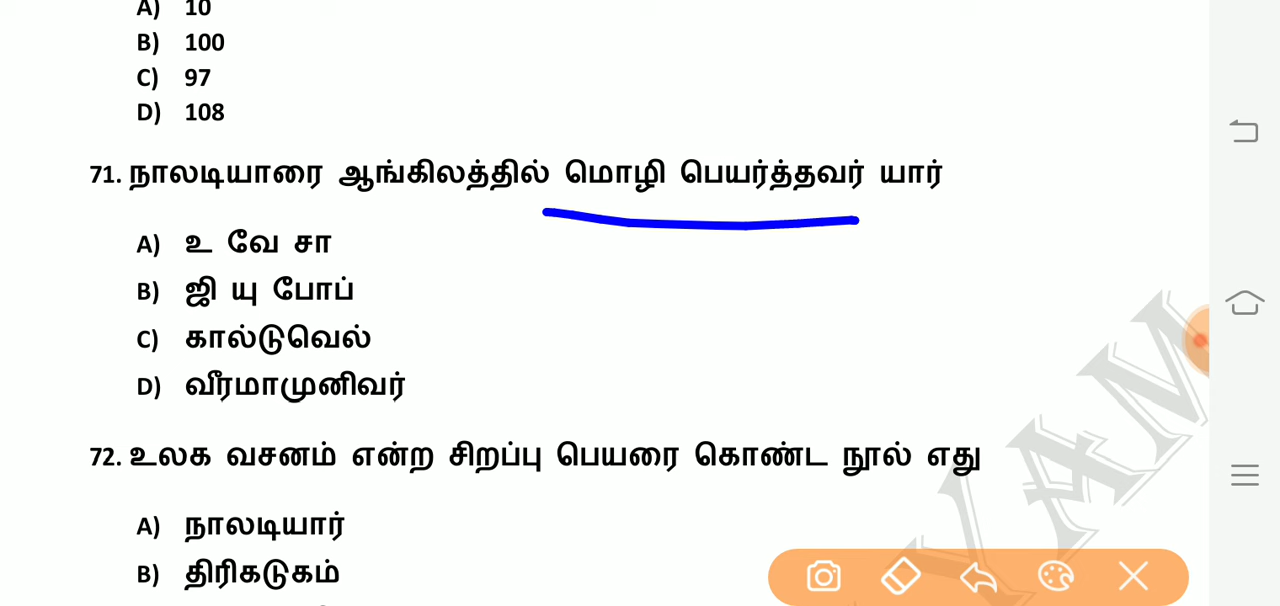 A) 10
B) 100
C) 97
D) 108
71. நாலடியாரை ஆங்கிலத்தில் மொழி பெயர்த்தவர் யார்
A) உ வே சா
B) ஜி யு போப்
C) கால்டுவெல்
D) வீரமாமுனிவர்
72. உலக வசனம் என்ற சிறப்பு பெயரை கொண்ட நூல் எது
A) நாலடியார்
B) திரிகடுகம்